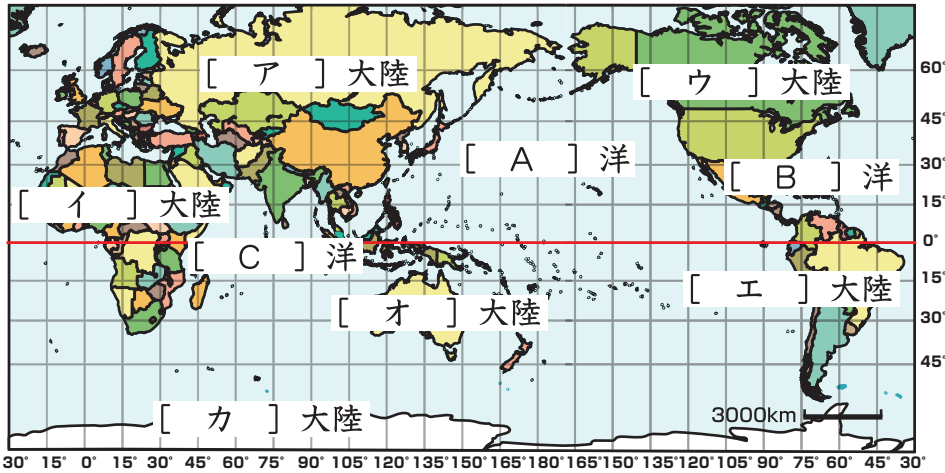 [ ア ] 大陸
[ ウ ] 大陸
60°
45°
[ A ] 洋
30°
[ B ] 洋
[ イ ] 大陸
15°
[ C ] 洋
0°
15°
[ エ ] 大陸
[ オ ] 大陸
30°
45°
[ カ ] 大陸
3000km
30° 15° 0° 15° 30° 45° 60° 75° 90° 105° 120° 135° 150° 165° 180° 165° 150° 135° 120° 105° 90° 75° 60° 45° 30°